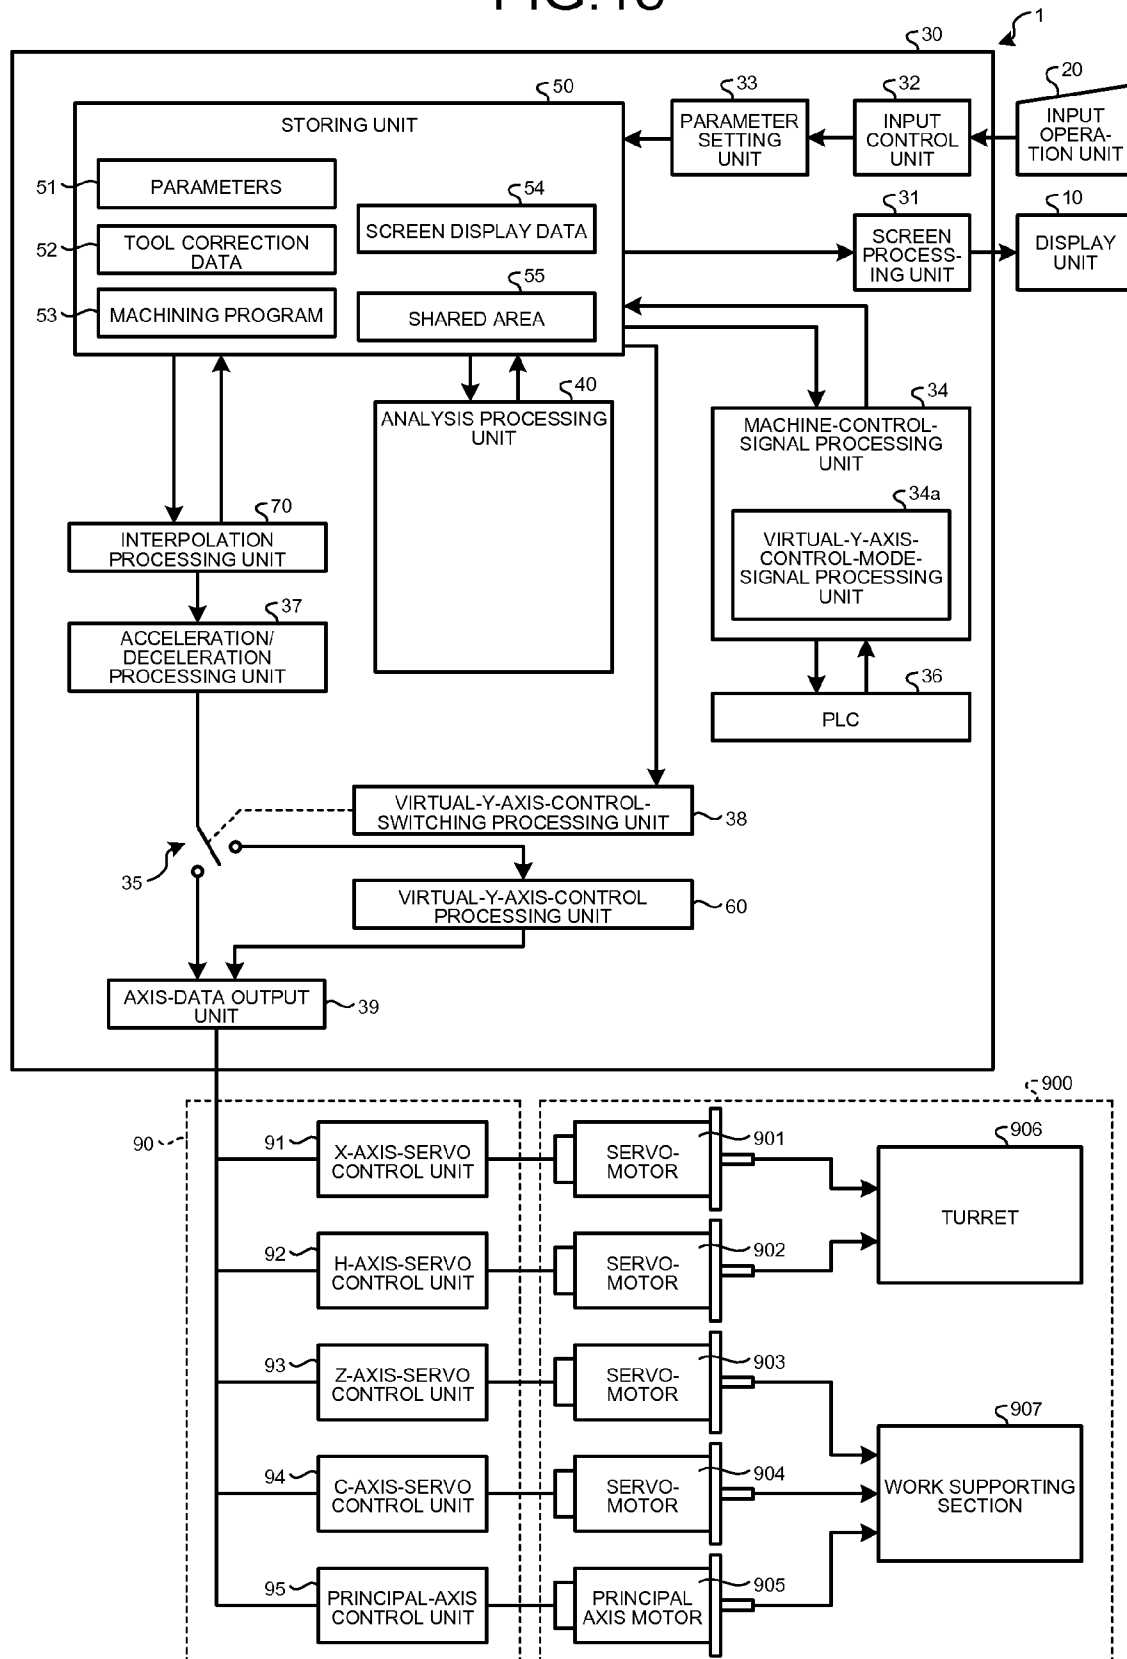 1
30
50
33
32
20
STORING UNIT
PARAMETER
SETTING
UNIT
INPUT
CONTROL
UNIT
INPUT
OPERA-
TION UNIT
51
PARAMETERS
54
SCREEN DISPLAY DATA
31
10
52
TOOL CORRECTION
DATA
SCREEN
PROCESS-
ING UNIT
DISPLAY
UNIT
55
53
MACHINING PROGRAM
SHARED AREA
40
34
ANALYSIS PROCESSING
UNIT
MACHINE-CONTROL-
SIGNAL PROCESSING
UNIT
34a
VIRTUAL-Y-AXIS-
CONTROL-MODE-
SIGNAL PROCESSING
UNIT
70
INTERPOLATION
PROCESSING UNIT
37
ACCELERATION/
DECELERATION
PROCESSING UNIT
36
PLC
VIRTUAL-Y-AXIS-CONTROL-
SWITCHING PROCESSING UNIT
38
35
VIRTUAL-Y-AXIS-CONTROL
PROCESSING UNIT
60
AXIS-DATA OUTPUT
UNIT
39
900
90
91
X-AXIS-SERVO
CONTROL UNIT
SERVO-
MOTOR
901
906
TURRET
92
H-AXIS-SERVO
CONTROL UNIT
SERVO-
MOTOR
902
93
Z-AXIS-SERVO
CONTROL UNIT
SERVO-
MOTOR
903
907
WORK SUPPORTING
SECTION
94
C-AXIS-SERVO
CONTROL UNIT
SERVO-
MOTOR
904
95
PRINCIPAL-AXIS
CONTROL UNIT
PRINCIPAL
AXIS MOTOR
905